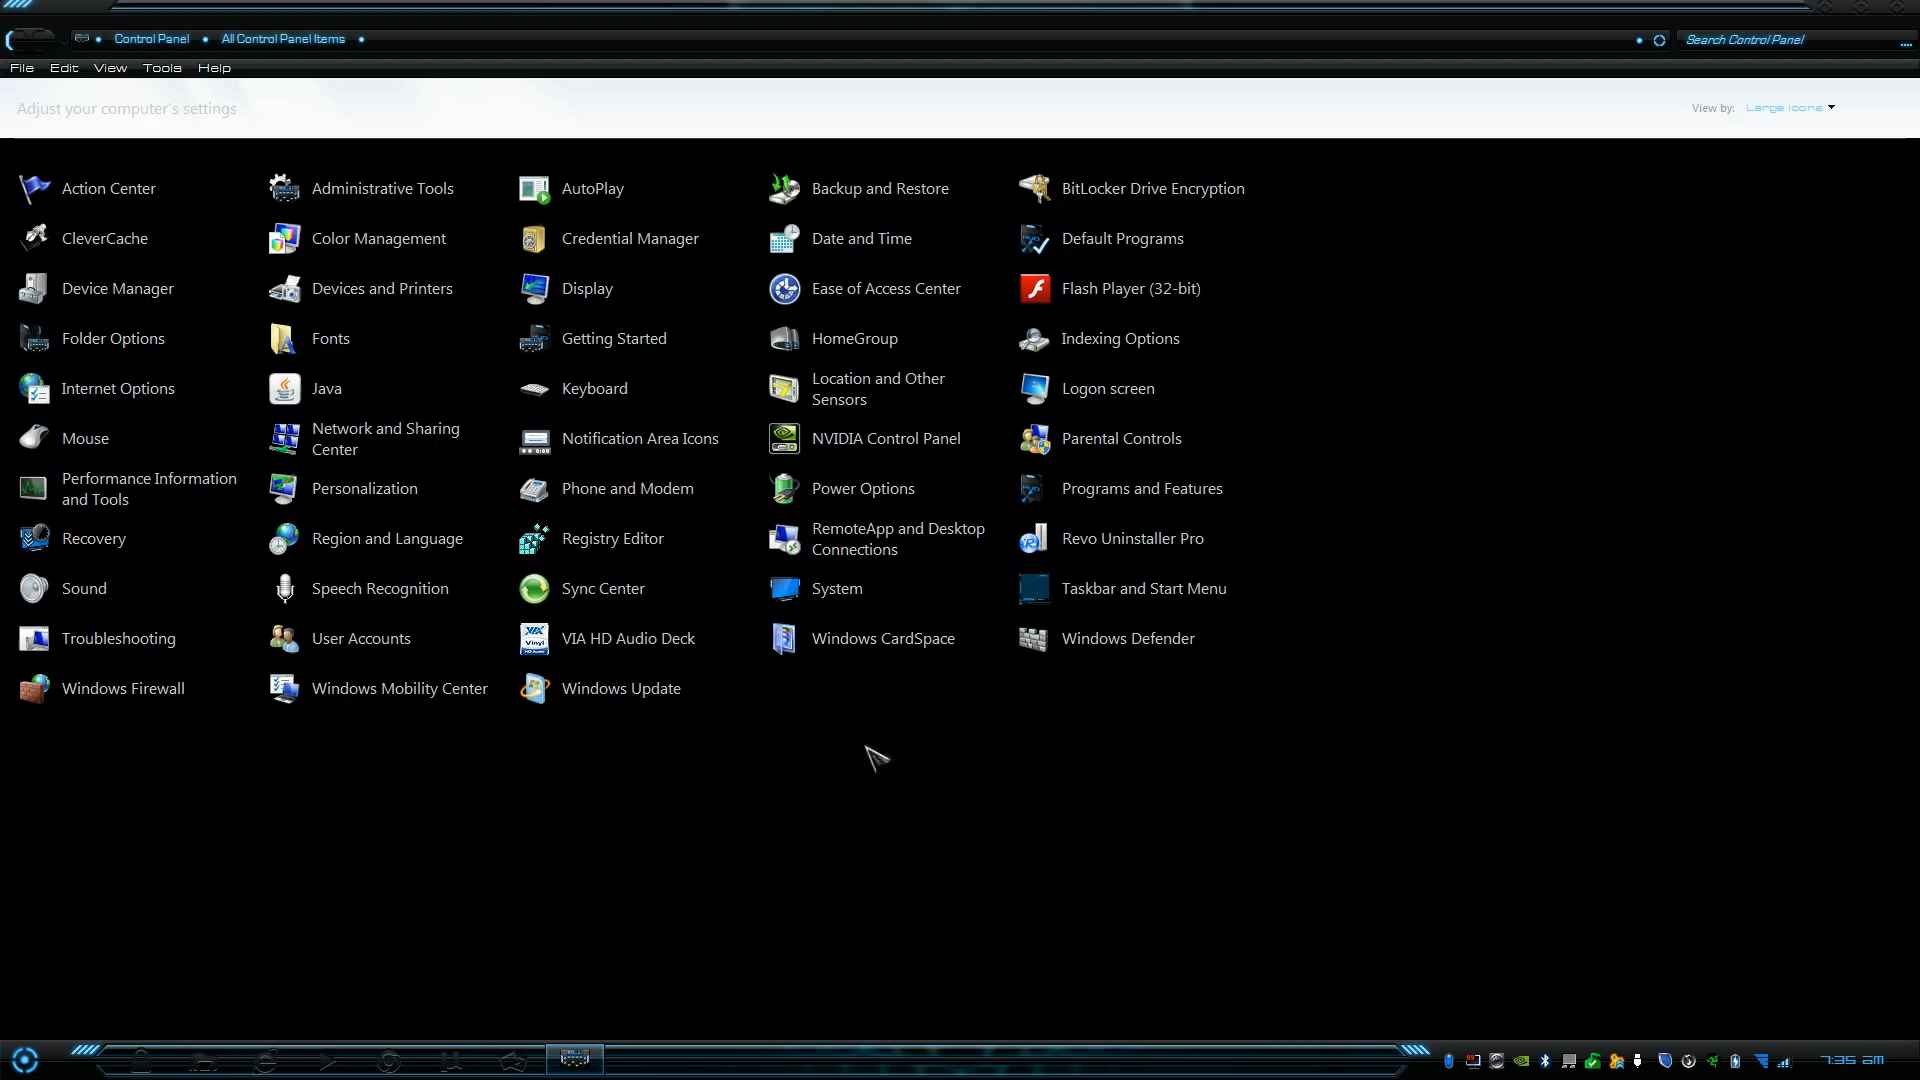 Control Panel All Control Panel Items Search Control Panel
File Edit View Tools Help
Adjust your computer's settings View by: Large icons
Action Center Administrative Tools AutoPlay Backup and Restore BitLocker Drive Encryption
CleverCache Color Management Credential Manager Date and Time Default Programs
Device Manager Devices and Printers Display Ease of Access Center Flash Player (32-bit)
Folder Options Fonts Getting Started HomeGroup Indexing Options
Internet Options Java Keyboard Location and Other Sensors Logon screen
Mouse Network and Sharing Center Notification Area Icons NVIDIA Control Panel Parental Controls
Performance Information and Tools Personalization Phone and Modem Power Options Programs and Features
Recovery Region and Language Registry Editor RemoteApp and Desktop Connections Revo Uninstaller Pro
Sound Speech Recognition Sync Center System Taskbar and Start Menu
Troubleshooting User Accounts VIA HD Audio Deck Windows CardSpace Windows Defender
Windows Firewall Windows Mobility Center Windows Update
7:35 AM